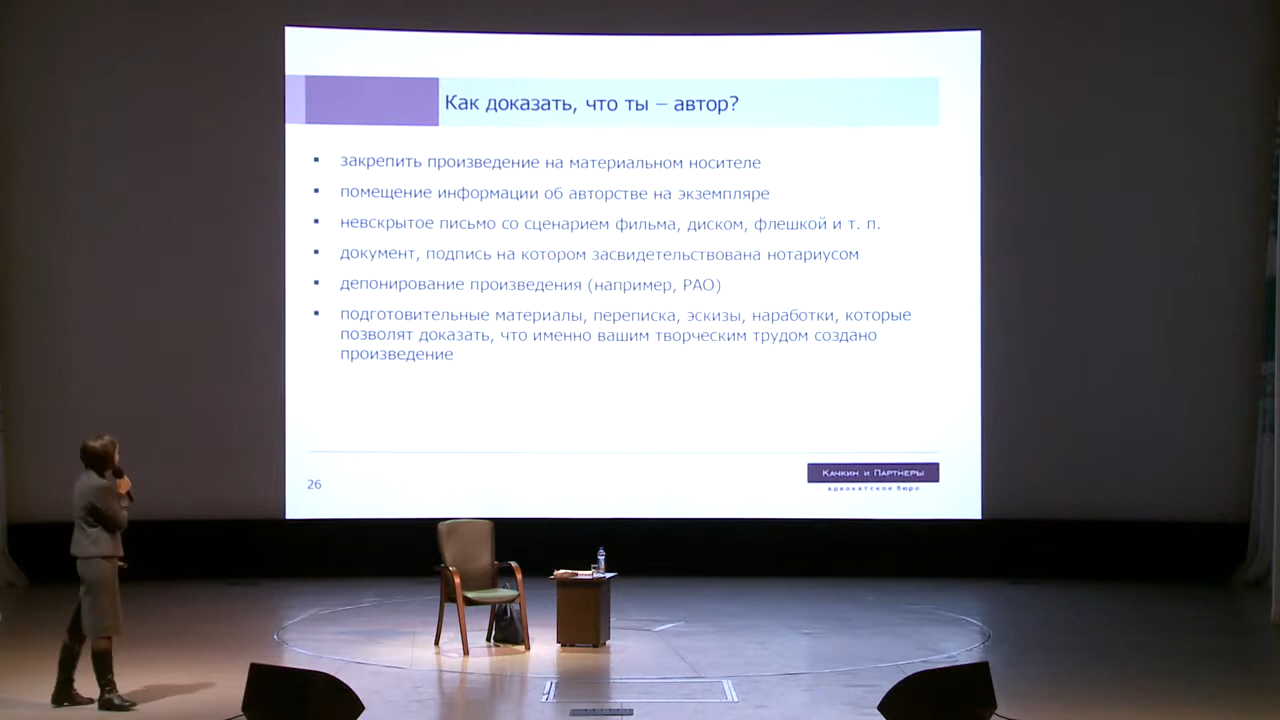 Как доказать, что ты – автор?
▪ закрепить произведение на материальном носителе
▪ помещение информации об авторстве на экземпляре
▪ невскрытое письмо со сценарием фильма, диском, флешкой и т. п.
▪ документ, подпись на котором засвидетельствована нотариусом
▪ депонирование произведения (например, РАО)
▪ подготовительные материалы, переписка, эскизы, наработки, которые
позволят доказать, что именно вашим творческим трудом создано
произведение
Качкин и Партнеры
адвокатское бюро
26